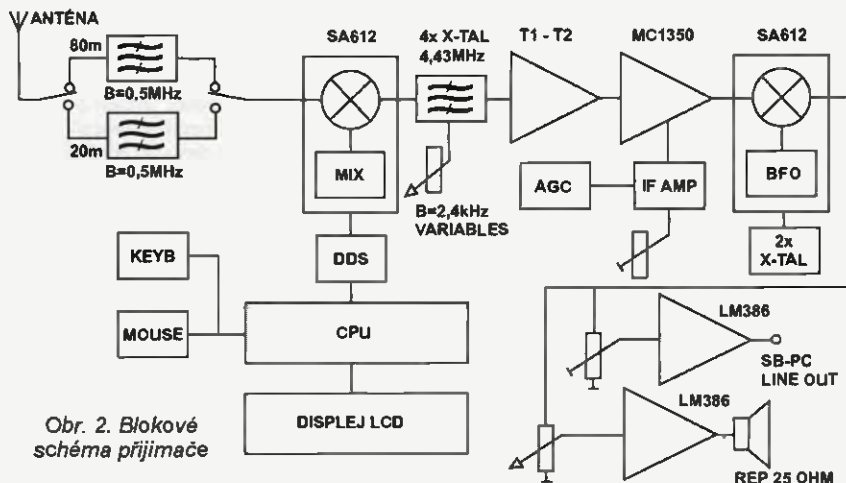 ANTÉNA
80m
B=0,5MHz
20m
B=0,5MHz
SA612
MIX
4x X-TAL
4,43MHz
B=2,4kHz
VARIABLES
T1 - T2
MC1350
AGC
IF AMP
SA612
BFO
2x
X-TAL
DDS
KEYB
MOUSE
CPU
DISPLEJ LCD
LM386
SB-PC
LINE OUT
LM386
REP 25 OHM
Obr. 2. Blokové
schéma přijimače